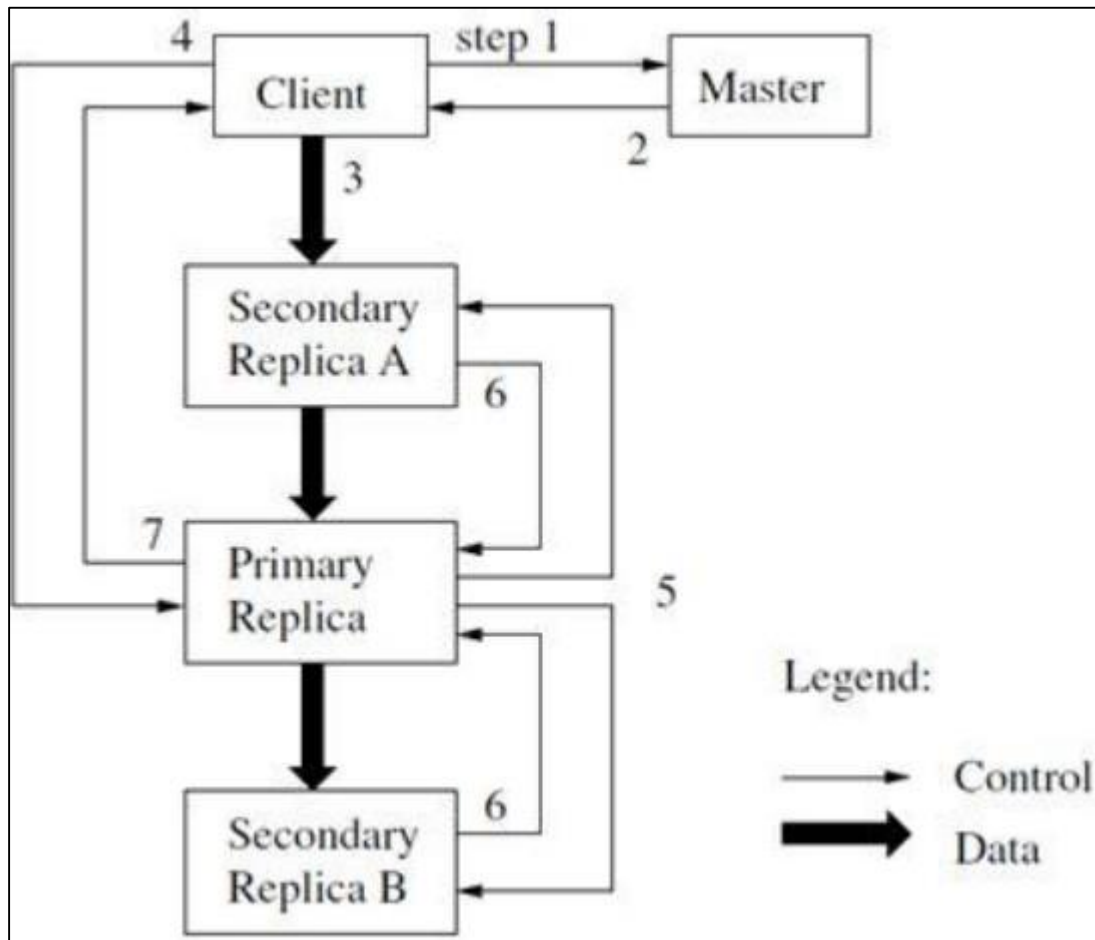 4
step 1
Client
Master
2
3
Secondary
Replica A
6
7
Primary
Replica
5
Legend:
Control
6
Secondary
Replica B
Data